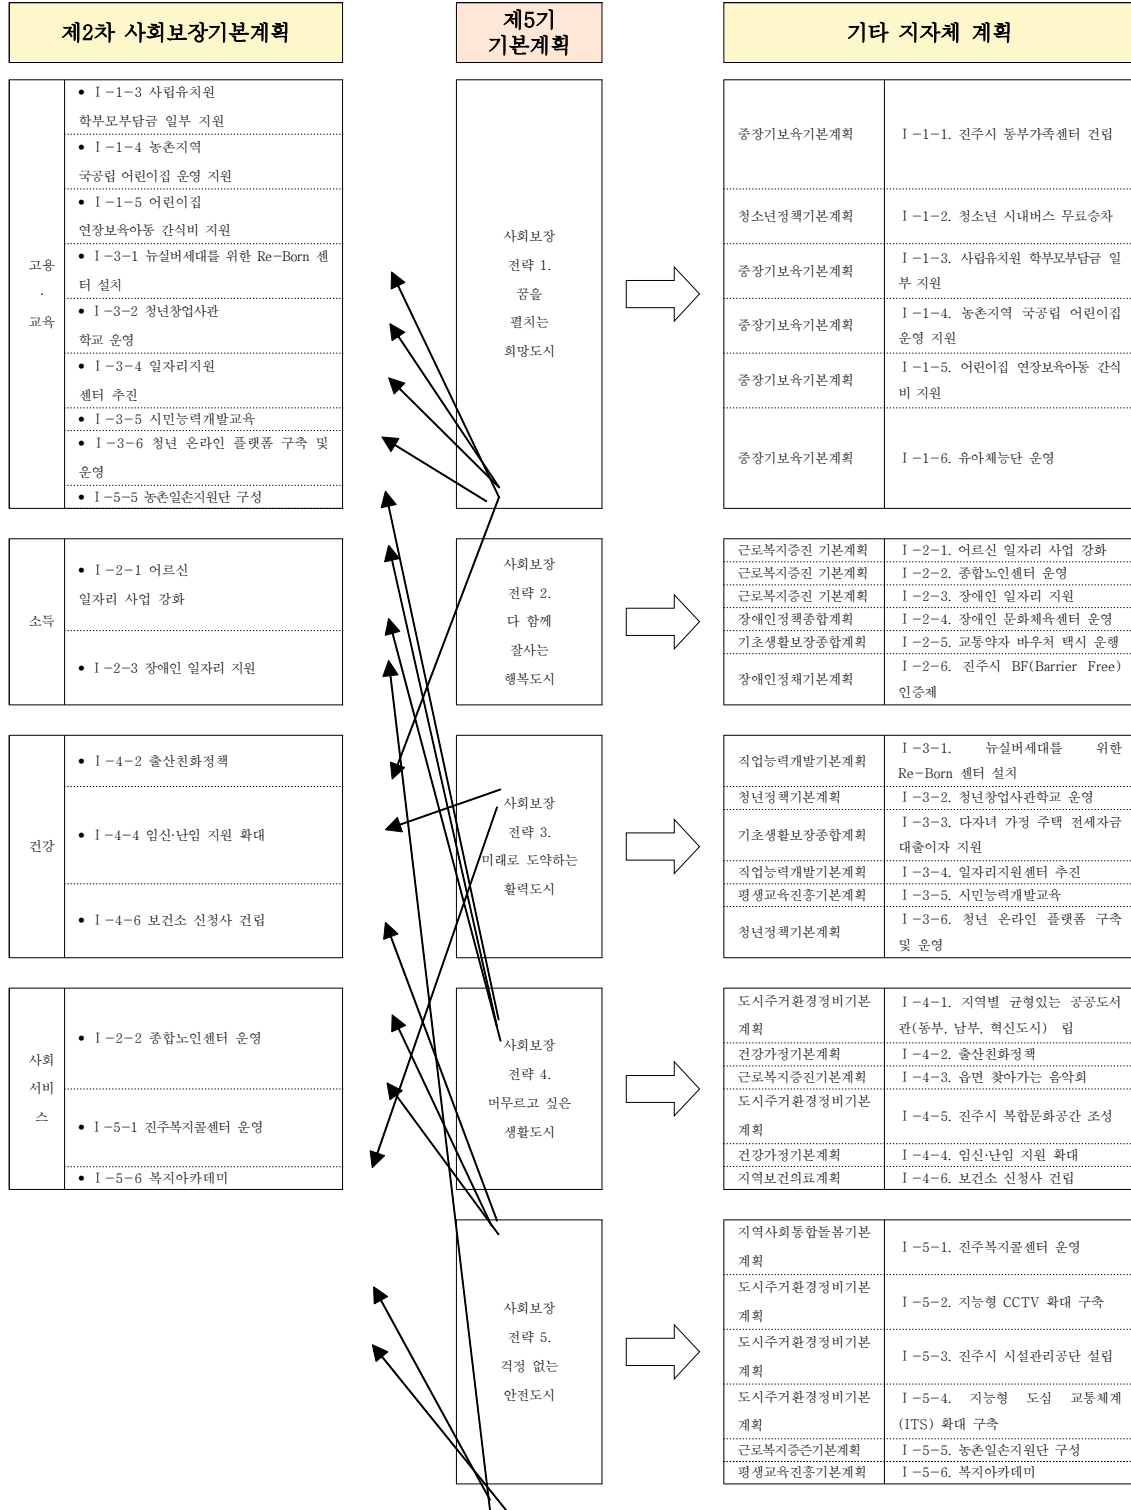 제2차 사회보장기본계획
제5기
기본계획
기타 지자체 계획
고용
·
교육
• Ⅰ-1-3 사립유치원
학부모부담금 일부 지원
• Ⅰ-1-4 농촌지역
국공립 어린이집 운영 지원
• Ⅰ-1-5 어린이집
연장보육아동 간식비 지원
• Ⅰ-3-1 뉴실버세대를 위한 Re-Born 센
터 설치
• Ⅰ-3-2 청년창업사관
학교 운영
• Ⅰ-3-4 일자리지원
센터 추진
• Ⅰ-3-5 시민능력개발교육
• Ⅰ-3-6 청년 온라인 플랫폼 구축 및
운영
• Ⅰ-5-5 농촌일손지원단 구성
사회보장
전략 1.
꿈을
펼치는
희망도시
중장기보육기본계획
Ⅰ-1-1. 진주시 동부가족센터 건립
청소년정책기본계획
Ⅰ-1-2. 청소년 시내버스 무료승차
중장기보육기본계획
Ⅰ-1-3. 사립유치원 학부모부담금 일
부 지원
중장기보육기본계획
Ⅰ-1-4. 농촌지역 국공립 어린이집
운영 지원
중장기보육기본계획
Ⅰ-1-5. 어린이집 연장보육아동 간식
비 지원
중장기보육기본계획
Ⅰ-1-6. 유아체능단 운영
소득
• Ⅰ-2-1 어르신
일자리 사업 강화
• Ⅰ-2-3 장애인 일자리 지원
사회보장
전략 2.
다 함께
잘사는
행복도시
근로복지증진 기본계획
Ⅰ-2-1. 어르신 일자리 사업 강화
근로복지증진 기본계획
Ⅰ-2-2. 종합노인센터 운영
근로복지증진 기본계획
Ⅰ-2-3. 장애인 일자리 지원
장애인정책종합계획
Ⅰ-2-4. 장애인 문화체육센터 운영
기초생활보장종합계획
Ⅰ-2-5. 교통약자 바우처 택시 운행
장애인정채기본계획
Ⅰ-2-6. 진주시 BF(Barrier Free)
인증제
건강
• Ⅰ-4-2 출산친화정책
• Ⅰ-4-4 임신·난임 지원 확대
• Ⅰ-4-6 보건소 신청사 건립
사회보장
전략 3.
미래로 도약하는
활력도시
직업능력개발기본계획
Ⅰ-3-1. 뉴실버세대를 위한
Re-Born 센터 설치
청년정책기본계획
Ⅰ-3-2. 청년창업사관학교 운영
기초생활보장종합계획
Ⅰ-3-3. 다자녀 가정 주택 전세자금
대출이자 지원
직업능력개발기본계획
Ⅰ-3-4. 일자리지원센터 추진
평생교육진흥기본계획
Ⅰ-3-5. 시민능력개발교육
청년정책기본계획
Ⅰ-3-6. 청년 온라인 플랫폼 구축
및 운영
사회
서비
스
• Ⅰ-2-2 종합노인센터 운영
• Ⅰ-5-1 진주복지콜센터 운영
• Ⅰ-5-6 복지아카데미
사회보장
전략 4.
머무르고 싶은
생활도시
도시주거환경정비기본
계획
Ⅰ-4-1. 지역별 균형있는 공공도서
관(동부, 남부, 혁신도시) 립
건강가정기본계획
Ⅰ-4-2. 출산친화정책
근로복지증진기본계획
Ⅰ-4-3. 읍면 찾아가는 음악회
도시주거환경정비기본
계획
Ⅰ-4-5. 진주시 복합문화공간 조성
건강가정기본계획
Ⅰ-4-4. 임신·난임 지원 확대
지역보건의료계획
Ⅰ-4-6. 보건소 신청사 건립
사회보장
전략 5.
걱정 없는
안전도시
지역사회통합돌봄기본
계획
Ⅰ-5-1. 진주복지콜센터 운영
도시주거환경정비기본
계획
Ⅰ-5-2. 지능형 CCTV 확대 구축
도시주거환경정비기본
계획
Ⅰ-5-3. 진주시 시설관리공단 설립
도시주거환경정비기본
계획
Ⅰ-5-4. 지능형 도심 교통체계
(ITS) 확대 구축
근로복지증즌기본계획
Ⅰ-5-5. 농촌일손지원단 구성
평생교육진흥기본계획
Ⅰ-5-6. 복지아카데미